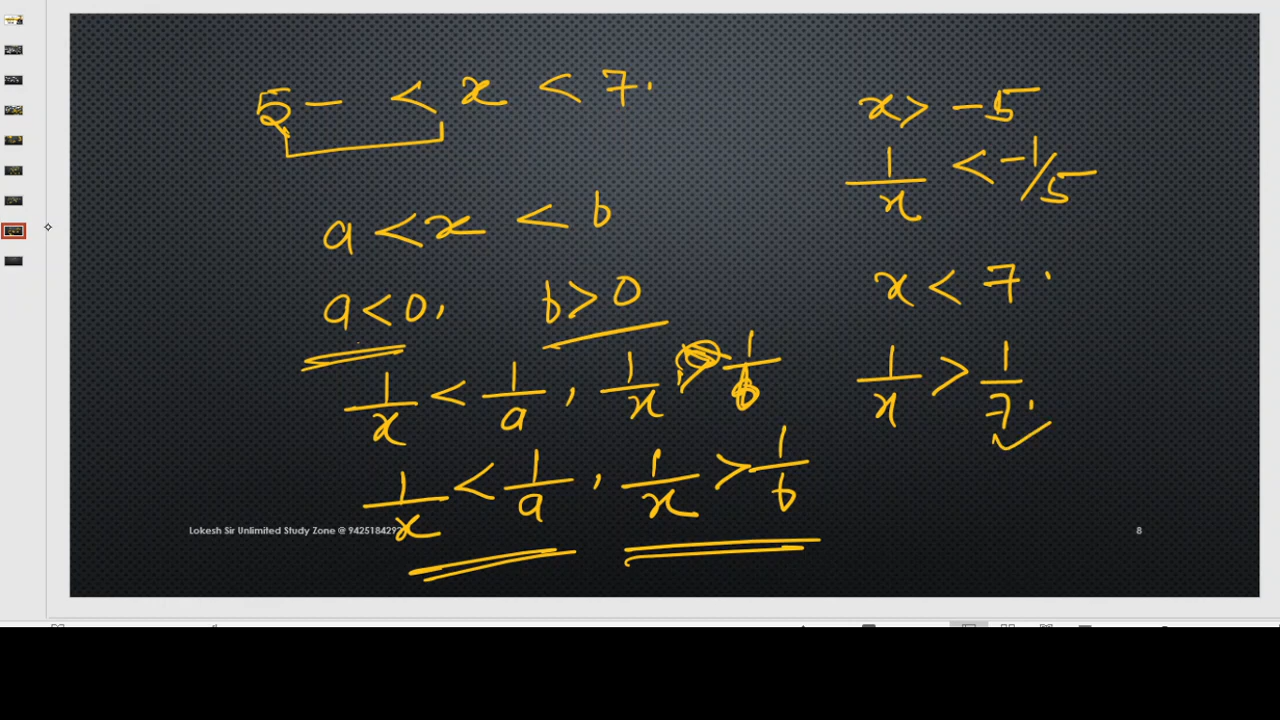 5- < x < 7.
a < x < b
a < 0, b > 0
1/x < 1/a, 1/x > 1/b
1/x < 1/a, 1/x > 1/b
x > -5
1/x < -1/5
x < 7.
1/x > 1/7.
Lokesh Sir Unlimited Study Zone @ 942518429
8